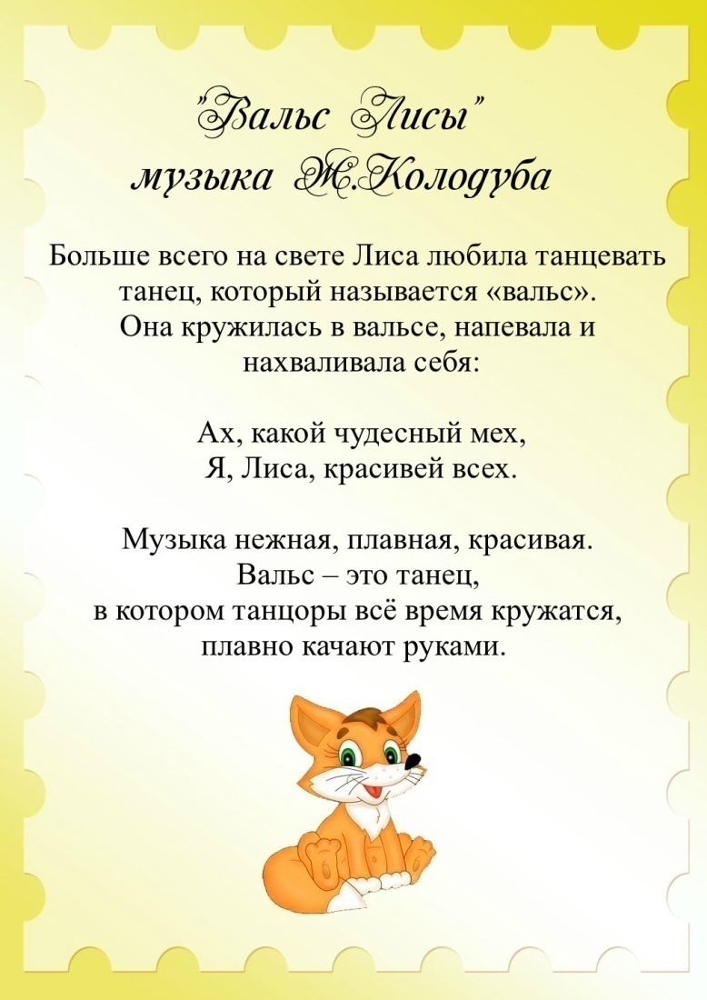 "Вальс Лисы"
музыка Ж.Колодуба
Больше всего на свете Лиса любила танцевать
танец, который называется «вальс».
Она кружилась в вальсе, напевала и
нахваливала себя:
Ах, какой чудесный мех,
Я, Лиса, красивей всех.
Музыка нежная, плавная, красивая.
Вальс – это танец,
в котором танцоры всё время кружатся,
плавно качают руками.